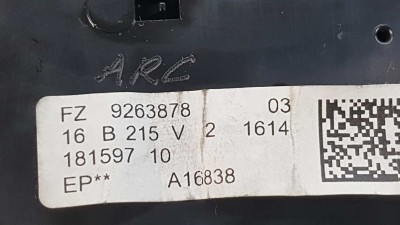 ARC
FZ 9263878 03
16 B 215 V 2 1614
181597 10
EP** A16838